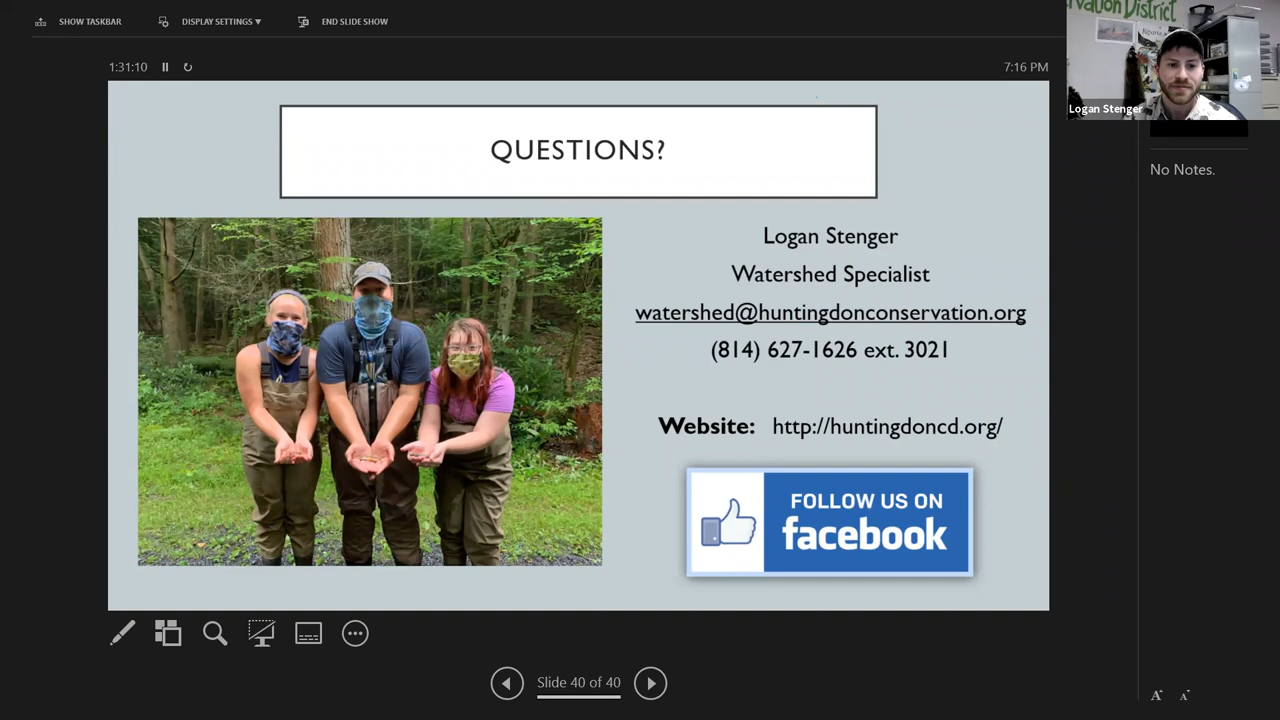 SHOW TASKBAR
DISPLAY SETTINGS ▼
END SLIDE SHOW
ervation District
Logan Stenger
1:31:10
7:16 PM
No Notes.
QUESTIONS?
Logan Stenger
Watershed Specialist
watershed@huntingdonconservation.org
(814) 627-1626 ext. 3021
Website: http://huntingdoncd.org/
FOLLOW US ON
facebook
Slide 40 of 40
A A